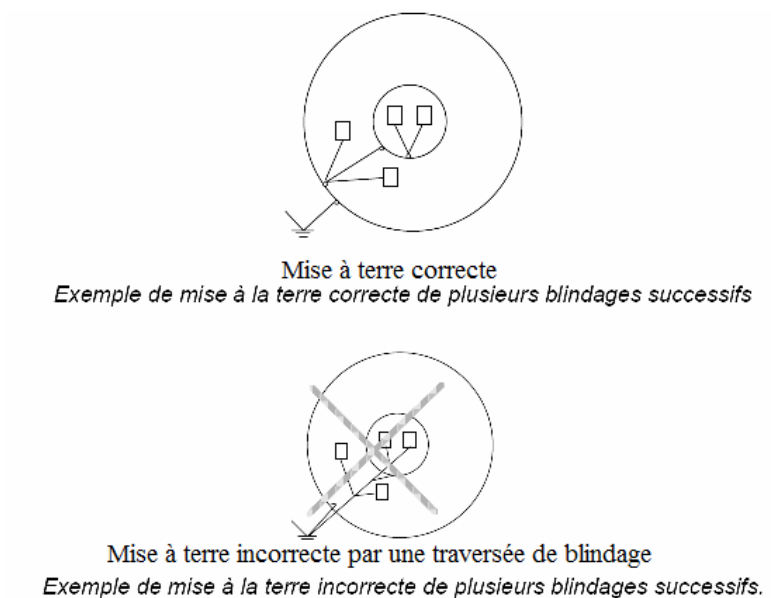 Mise à terre correcte
Exemple de mise à la terre correcte de plusieurs blindages successifs
Mise à terre incorrecte par une traversée de blindage
Exemple de mise à la terre incorrecte de plusieurs blindages successifs.